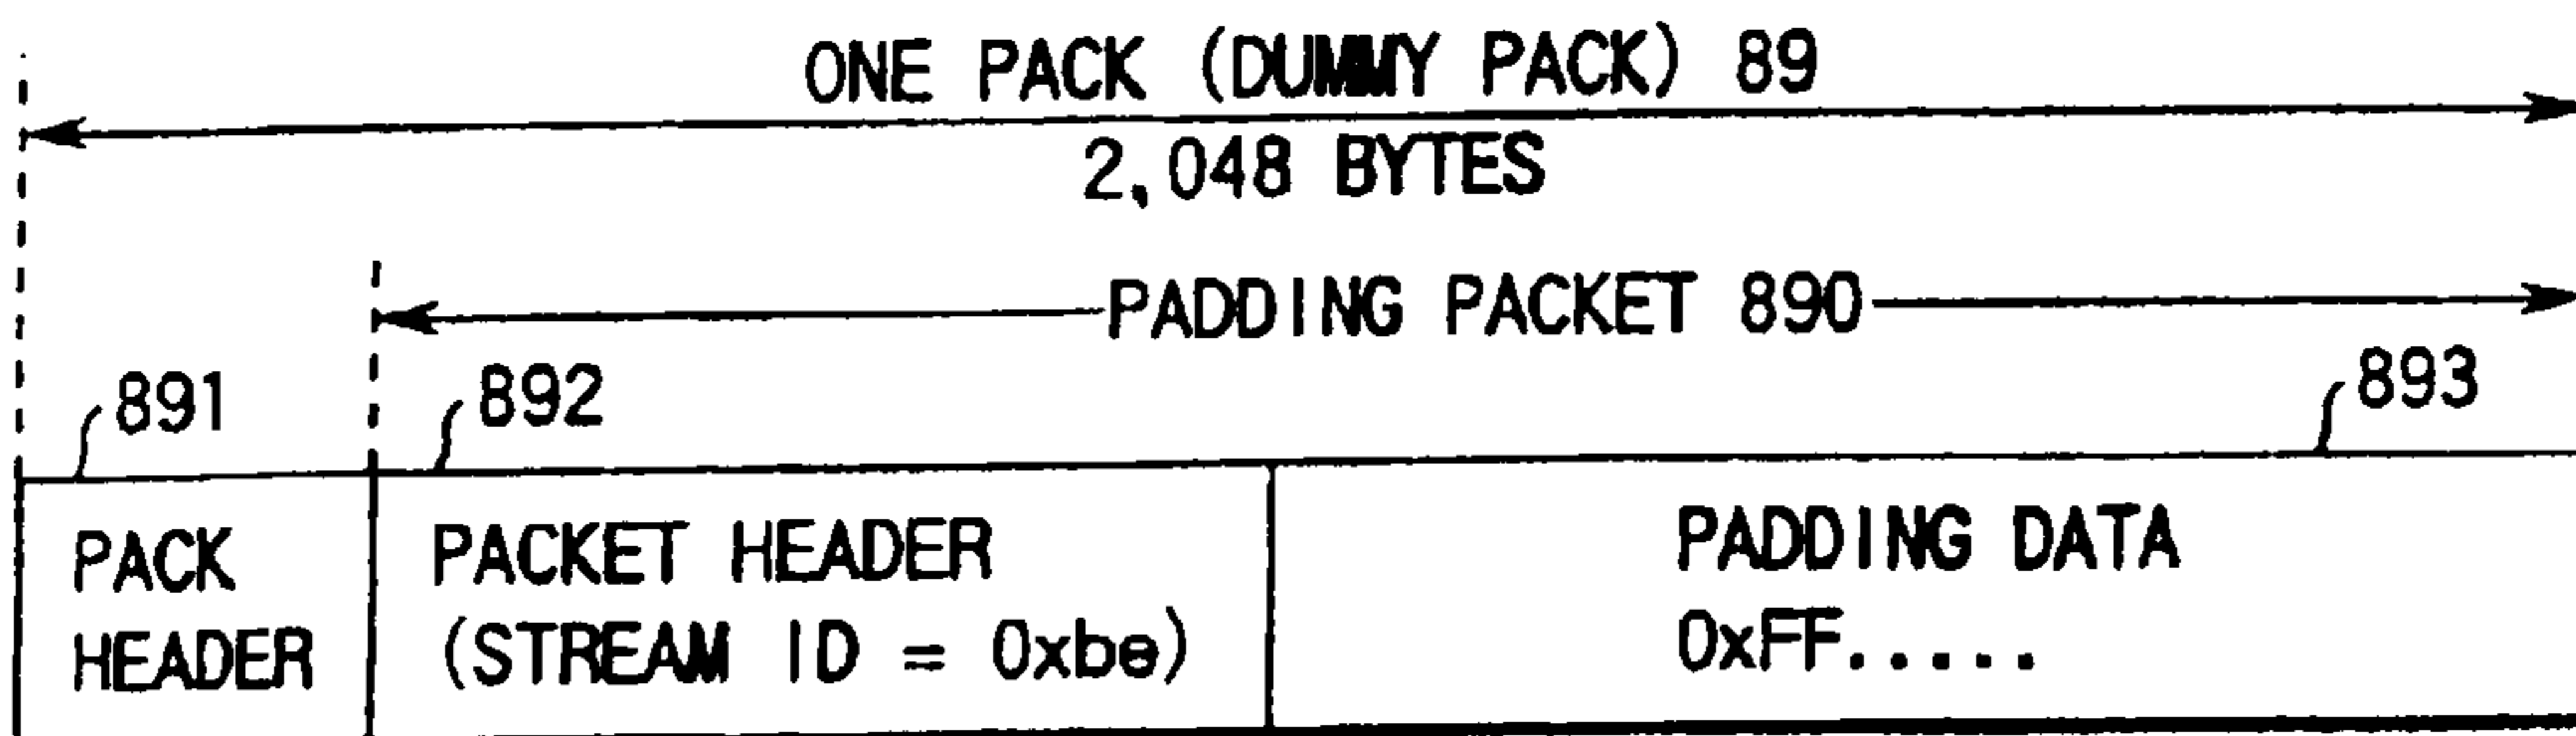 ONE PACK (DUMMY PACK) 89
2,048 BYTES
PADDING PACKET 890
891
892
893
PACK
HEADER
PACKET HEADER
(STREAM ID = 0xbe)
PADDING DATA
0xFF.....